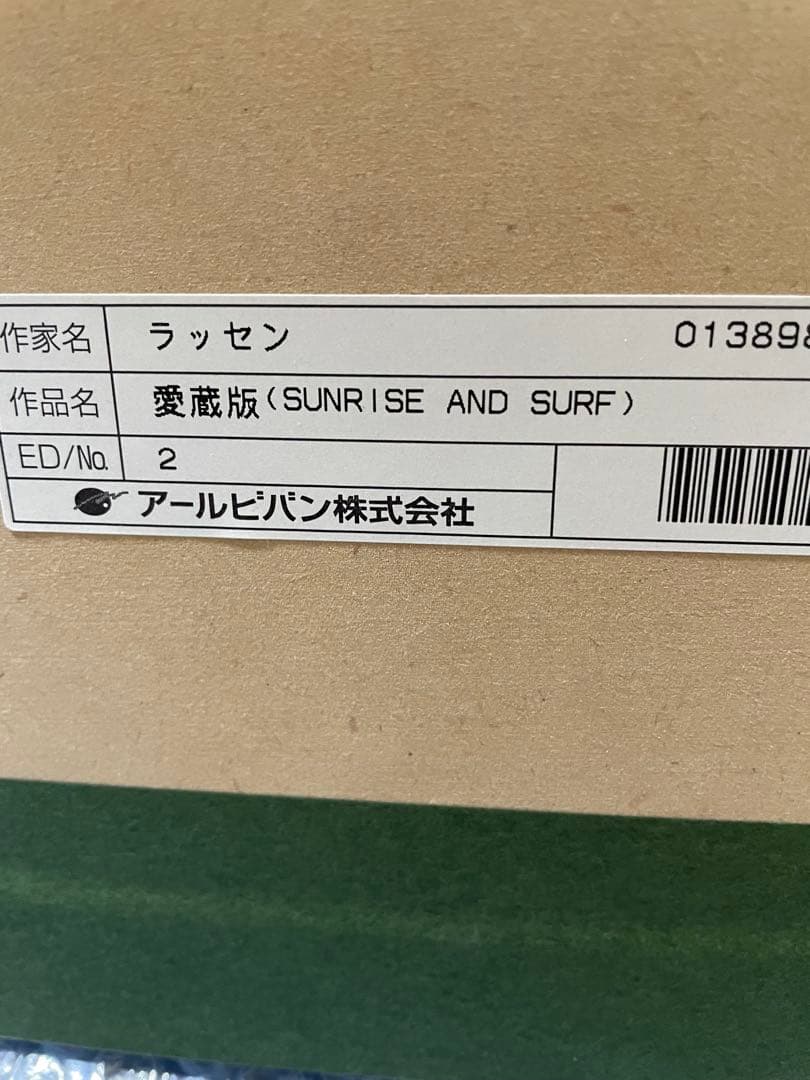 作家名 ラッセン 013898
作品名 愛蔵版(SUNRISE AND SURF)
ED/No. 2
アールビバン株式会社